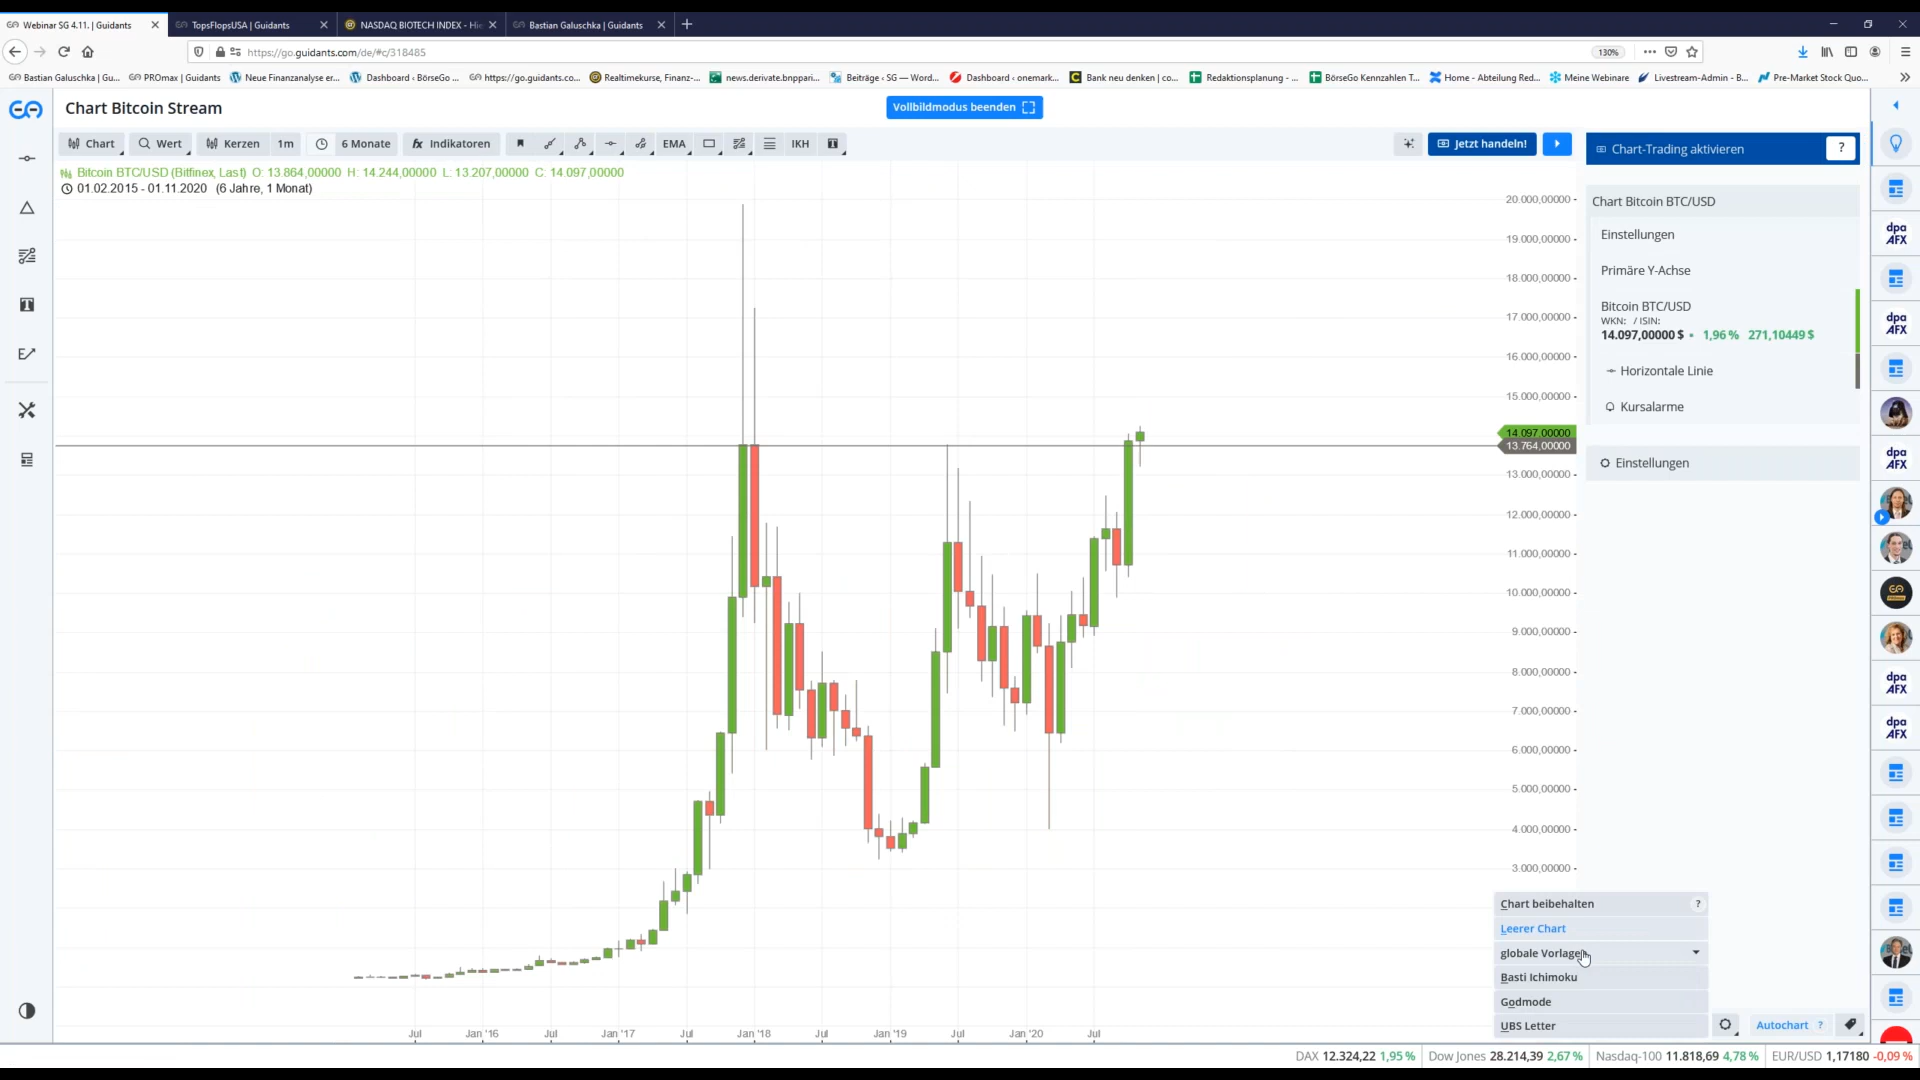 Webinar SG 4.11. | Guidants
TopsFlopsUSA | Guidants
NASDAQ BIOTECH INDEX - Hi
Bastian Galuschka | Guidants
https://go.guidants.com/de/#c/318485
130%
Bastian Galuschka | Gu...
PROmax | Guidants
Neue Finanzanalyse er...
Dashboard ‹ BörseGo ...
https://go.guidants.co...
Realtimekurse, Finanz-...
news.derivate.bnppari...
Beiträge ‹ SG — Word...
Dashboard ‹ onemark...
Bank neu denken | co...
Redaktionsplanung - ...
BörseGo Kennzahlen T...
Home - Abteilung Red...
Meine Webinare
Livestream-Admin - B...
Pre-Market Stock Quo...
Chart Bitcoin Stream
Vollbildmodus beenden
Chart
Wert
Kerzen
1m
6 Monate
fx Indikatoren
EMA
IKH
Jetzt handeln!
Chart-Trading aktivieren
?
Bitcoin BTC/USD (Bitfinex, Last) O: 13.864,00000 H: 14.244,00000 L: 13.207,00000 C: 14.097,00000
01.02.2015 - 01.11.2020 (6 Jahre, 1 Monat)
20.000,00000
19.000,00000
18.000,00000
17.000,00000
16.000,00000
15.000,00000
14.097,00000
13.764,00000
13.000,00000
12.000,00000
11.000,00000
10.000,00000
9.000,00000
8.000,00000
7.000,00000
6.000,00000
5.000,00000
4.000,00000
3.000,00000
Chart Bitcoin BTC/USD
Einstellungen
Primäre Y-Achse
Bitcoin BTC/USD
WKN: / ISIN:
14.097,00000 $ 1,96 % 271,10449 $
Horizontale Linie
Kursalarme
Einstellungen
dpa
AFX
dpa
AFX
dpa
AFX
dpa
AFX
dpa
AFX
Chart beibehalten ?
Leerer Chart
globale Vorlagen
Basti Ichimoku
Godmode
UBS Letter
Autochart ?
Jul
Jan '16
Jul
Jan '17
Jul
Jan '18
Jul
Jan '19
Jul
Jan '20
Jul
DAX 12.324,22 1,95 %
Dow Jones 28.214,39 2,67 %
Nasdaq-100 11.818,69 4,78 %
EUR/USD 1,17180 -0,09 %